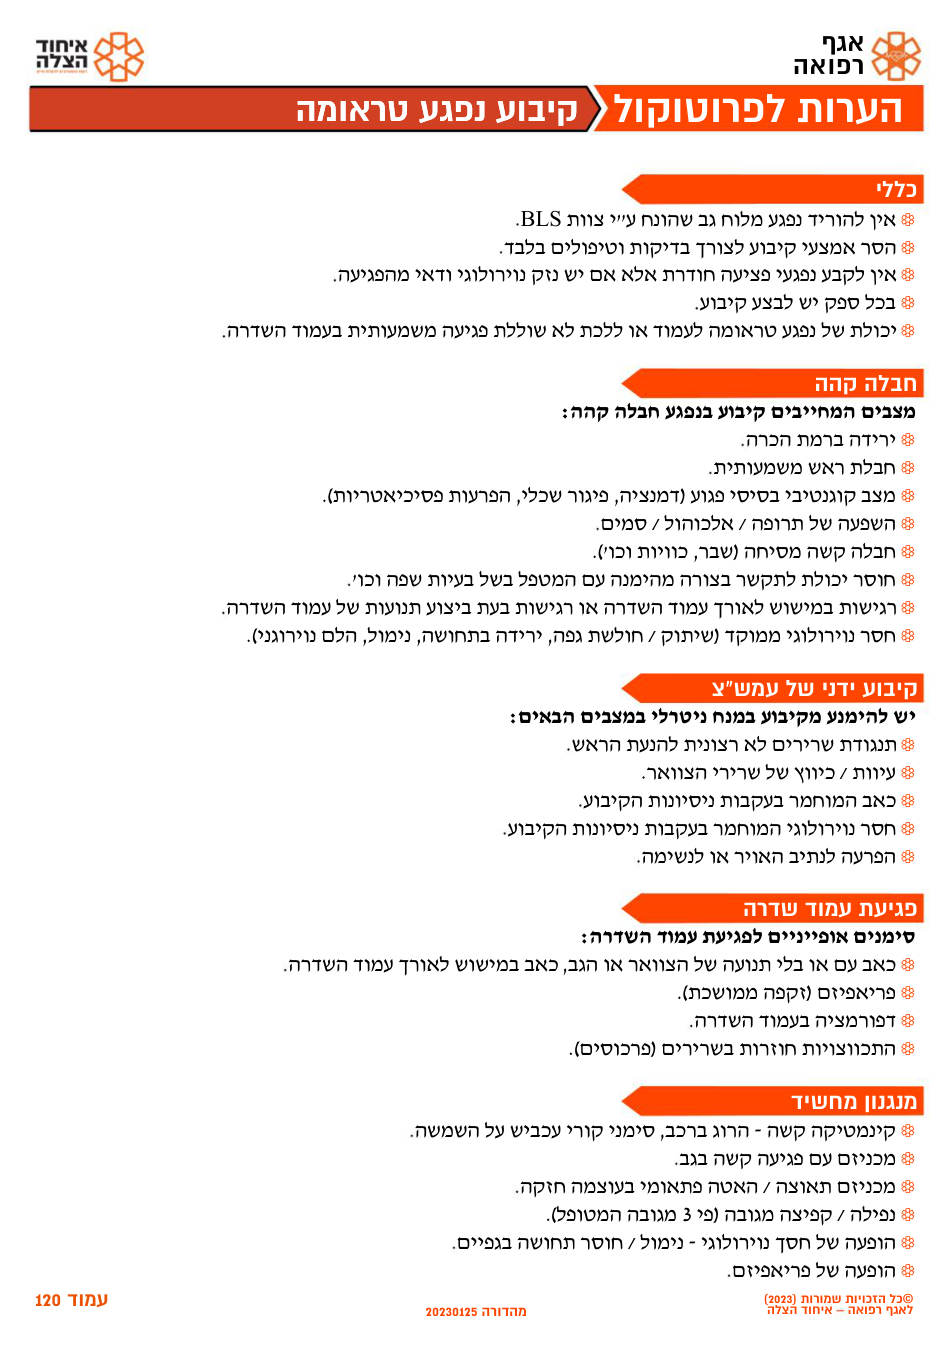 אגף
רפואה
איחוד
הצלה
הערות לפרוטוקול
קיבוע נפגע טראומה
כללי
אין להוריד נפגע מלוח גב שהונח ע״י צוות BLS.
הסר אמצעי קיבוע לצורך בדיקות וטיפולים בלבד.
אין לקבע נפגעי פציעה חודרת אלא אם יש נזק נוירולוגי ודאי מהפגיעה.
בכל ספק יש לבצע קיבוע.
יכולת של נפגע טראומה לעמוד או ללכת לא שוללת פגיעה משמעותית בעמוד השדרה.
חבלה קהה
מצבים המחייבים קיבוע בנפגע חבלה קהה:
ירידה ברמת הכרה.
חבלת ראש משמעותית.
מצב קוגנטיבי בסיסי פגוע (דמנציה, פיגור שכלי, הפרעות פסיכיאטריות).
השפעה של תרופה / אלכוהול / סמים.
חבלה קשה מסיחה (שבר, כוויות וכו׳).
חוסר יכולת לתקשר בצורה מהימנה עם המטפל בשל בעיות שפה וכו׳.
רגישות במישוש לאורך עמוד השדרה או רגישות בעת ביצוע תנועות של עמוד השדרה.
חסר נוירולוגי ממוקד (שיתוק / חולשת גפה, ירידה בתחושה, נימול, הלם נוירוגני).
קיבוע ידני של עמש"צ
יש להימנע מקיבוע במנח ניטרלי במצבים הבאים:
תנגודת שרירים לא רצונית להנעת הראש.
עיוות / כיווץ של שרירי הצוואר.
כאב המוחמר בעקבות ניסיונות הקיבוע.
חסר נוירולוגי המוחמר בעקבות ניסיונות הקיבוע.
הפרעה לנתיב האויר או לנשימה.
פגיעת עמוד שדרה
סימנים אופייניים לפגיעת עמוד השדרה:
כאב עם או בלי תנועה של הצוואר או הגב, כאב במישוש לאורך עמוד השדרה.
פריאפיזם (זקפה ממושכת).
דפורמציה בעמוד השדרה.
התכווצויות חוזרות בשרירים (פרכוסים).
מנגנון מחשיד
קינמטיקה קשה - הרוג ברכב, סימני קורי עכביש על השמשה.
מכניזם עם פגיעה קשה בגב.
מכניזם תאוצה / האטה פתאומי בעוצמה חזקה.
נפילה / קפיצה מגובה (פי 3 מגובה המטופל).
הופעה של חסך נוירולוגי - נימול / חוסר תחושה בגפיים.
הופעה של פריאפיזם.
©כל הזכויות שמורות (2023)
לאגף רפואה – איחוד הצלה
מהדורה 20230125
עמוד 120